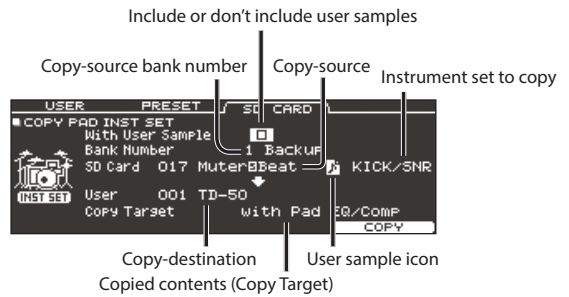 Include or don't include user samples
Copy-source bank number
Copy-source
Instrument set to copy
USER PRESET SD CARD
COPY PAD INST SET
With User Sample
Bank Number 1 Backup
SD Card 017 Muter0Beat KICK/SNR
INST SET
User 001 TD-50
Copy Target with Pad EQ/Comp
COPY
Copy-destination
User sample icon
Copied contents (Copy Target)